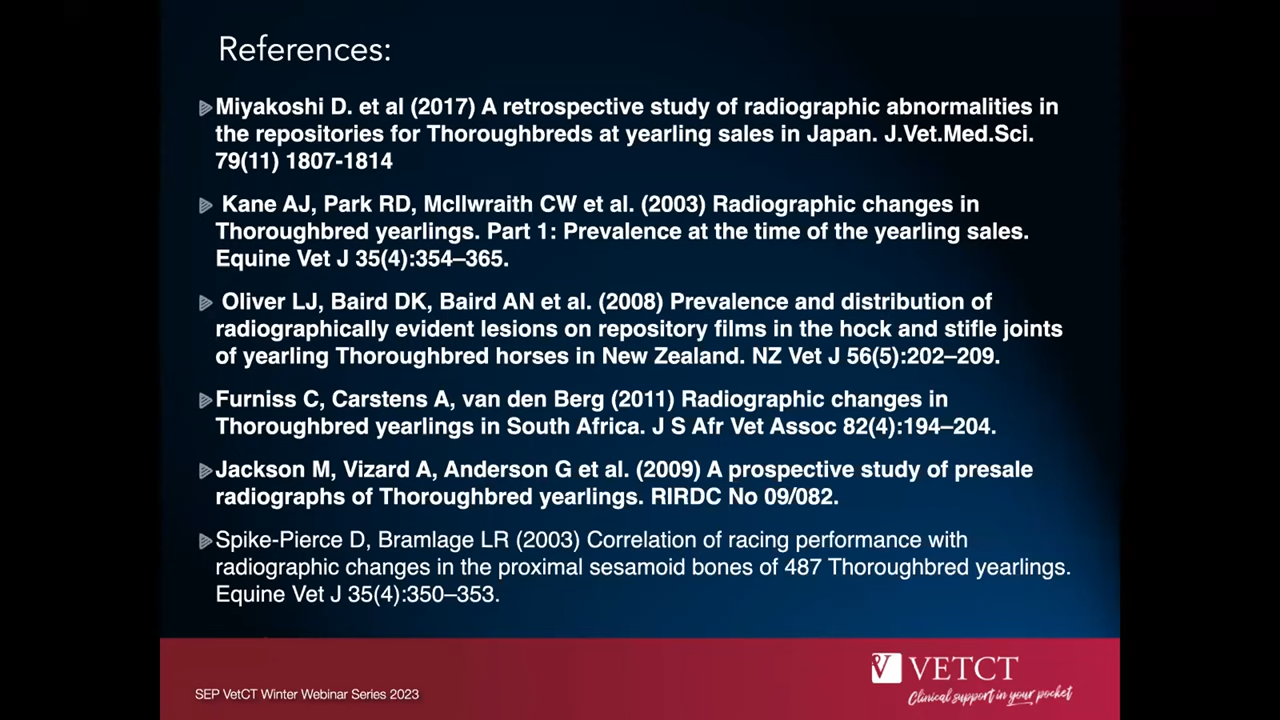 References:
Miyakoshi D. et al (2017) A retrospective study of radiographic abnormalities in
the repositories for Thoroughbreds at yearling sales in Japan. J.Vet.Med.Sci.
79(11) 1807-1814
Kane AJ, Park RD, McIlwraith CW et al. (2003) Radiographic changes in
Thoroughbred yearlings. Part 1: Prevalence at the time of the yearling sales.
Equine Vet J 35(4):354–365.
Oliver LJ, Baird DK, Baird AN et al. (2008) Prevalence and distribution of
radiographically evident lesions on repository films in the hock and stifle joints
of yearling Thoroughbred horses in New Zealand. NZ Vet J 56(5):202–209.
Furniss C, Carstens A, van den Berg (2011) Radiographic changes in
Thoroughbred yearlings in South Africa. J S Afr Vet Assoc 82(4):194–204.
Jackson M, Vizard A, Anderson G et al. (2009) A prospective study of presale
radiographs of Thoroughbred yearlings. RIRDC No 09/082.
Spike-Pierce D, Bramlage LR (2003) Correlation of racing performance with
radiographic changes in the proximal sesamoid bones of 487 Thoroughbred yearlings.
Equine Vet J 35(4):350–353.
VETCT
Clinical support in your pocket
SEP VetCT Winter Webinar Series 2023